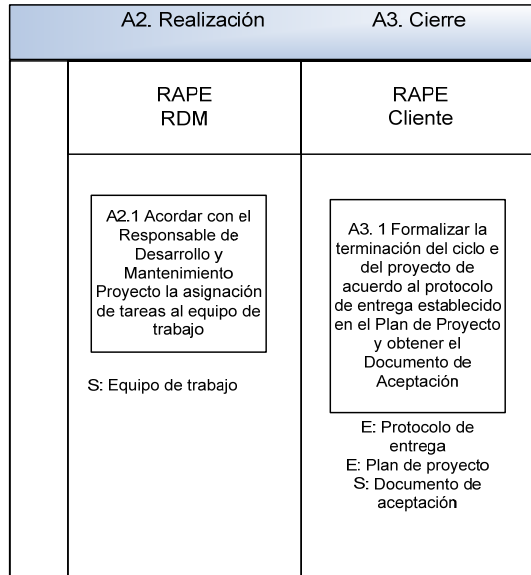 A2. Realización
A3. Cierre
RAPE
RDM
RAPE
Cliente
A2.1 Acordar con el
Responsable de
Desarrollo y
Mantenimiento
Proyecto la asignación
de tareas al equipo de
trabajo
S: Equipo de trabajo
A3. 1 Formalizar la
terminación del ciclo e
del proyecto de
acuerdo al protocolo
de entrega establecido
en el Plan de Proyecto
y obtener el
Documento de
Aceptación
E: Protocolo de
entrega
E: Plan de proyecto
S: Documento de
aceptación